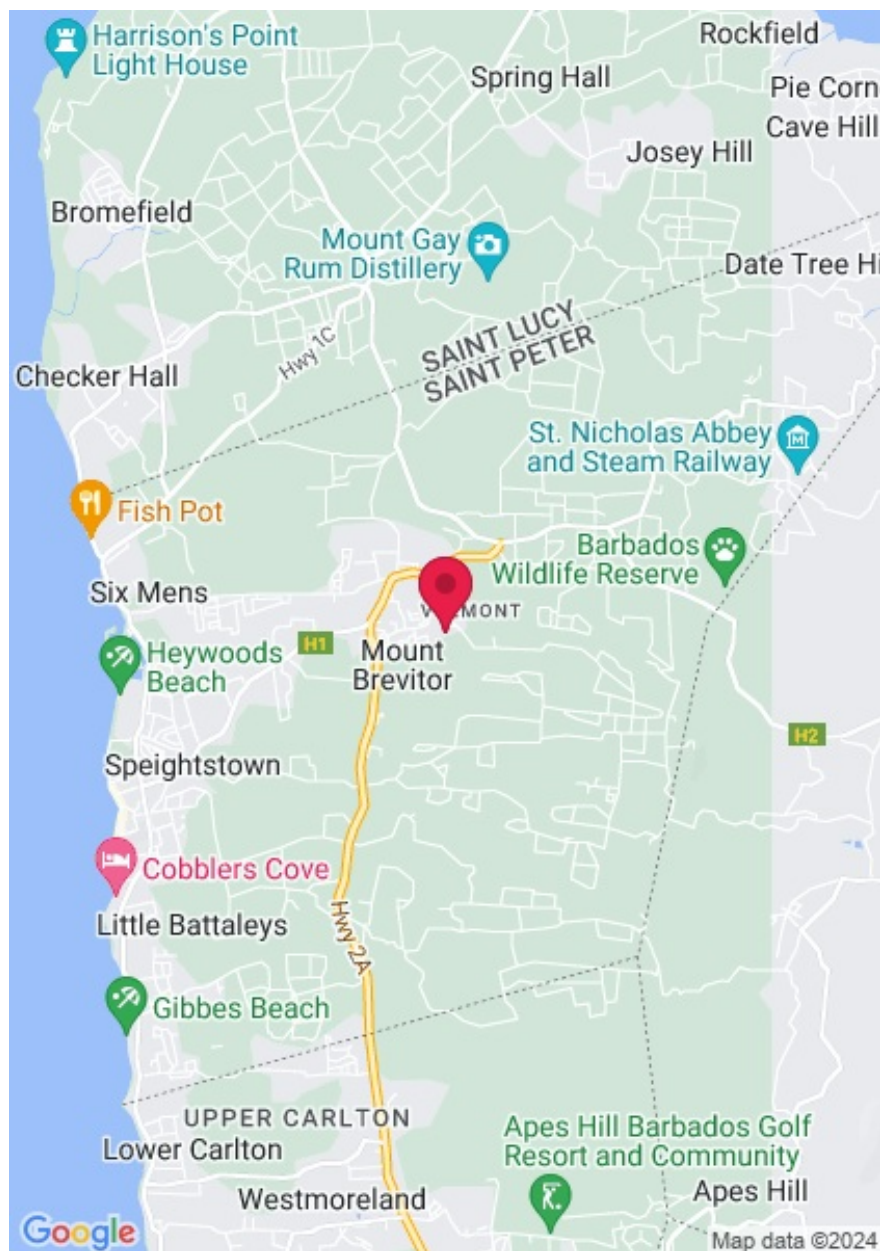 Harrison's Point
Light House
Rockfield
Spring Hall
Pie Corn
Cave Hill
Josey Hill
Bromefield
Mount Gay
Rum Distillery
Date Tree Hi
SAINT LUCY
SAINT PETER
Hwy 1C
Checker Hall
St. Nicholas Abbey
and Steam Railway
Fish Pot
Barbados
Wildlife Reserve
Six Mens
MONT
H1
Mount
Brevitor
Heywoods
Beach
H2
Speightstown
Cobblers Cove
Little Battaleys
Hwy 2A
Gibbes Beach
UPPER CARLTON
Lower Carlton
Apes Hill Barbados Golf
Resort and Community
Westmoreland
Apes Hill
Google
Map data ©2024